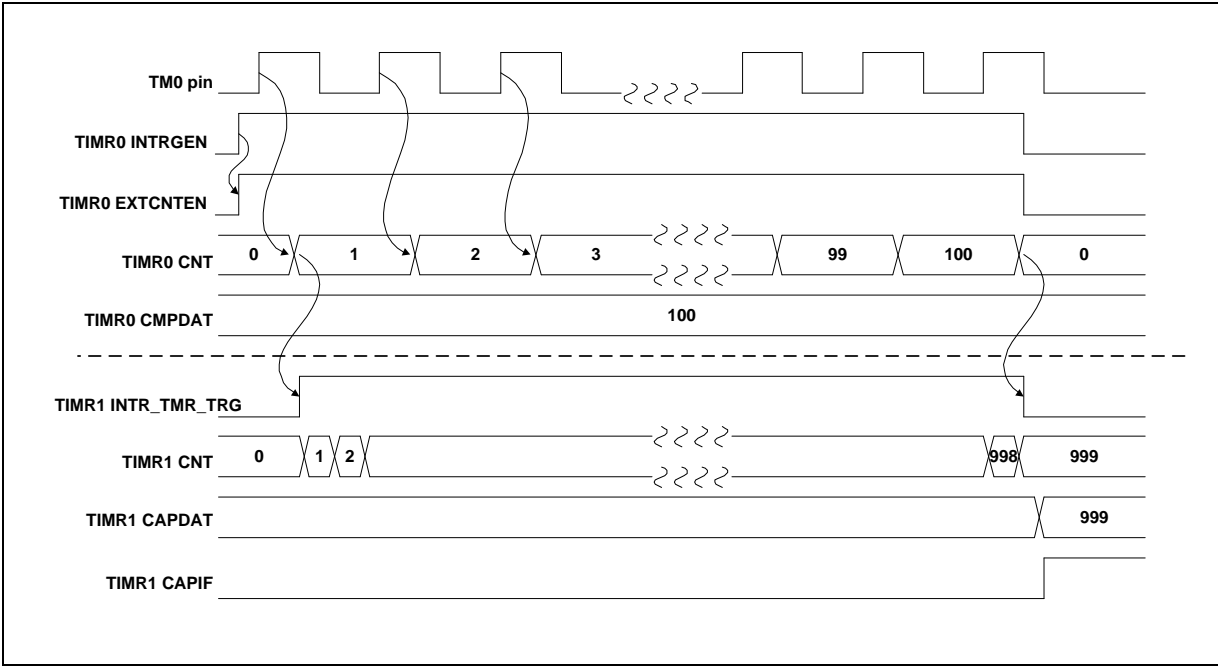 TM0 pin
TIMR0 INTRGEN
TIMR0 EXTCNTEN
TIMR0 CNT 0 1 2 3 99 100 0
TIMR0 CMPDAT 100
TIMR1 INTR_TMR_TRG
TIMR1 CNT 0 1 2 998 999
TIMR1 CAPDAT 999
TIMR1 CAPIF